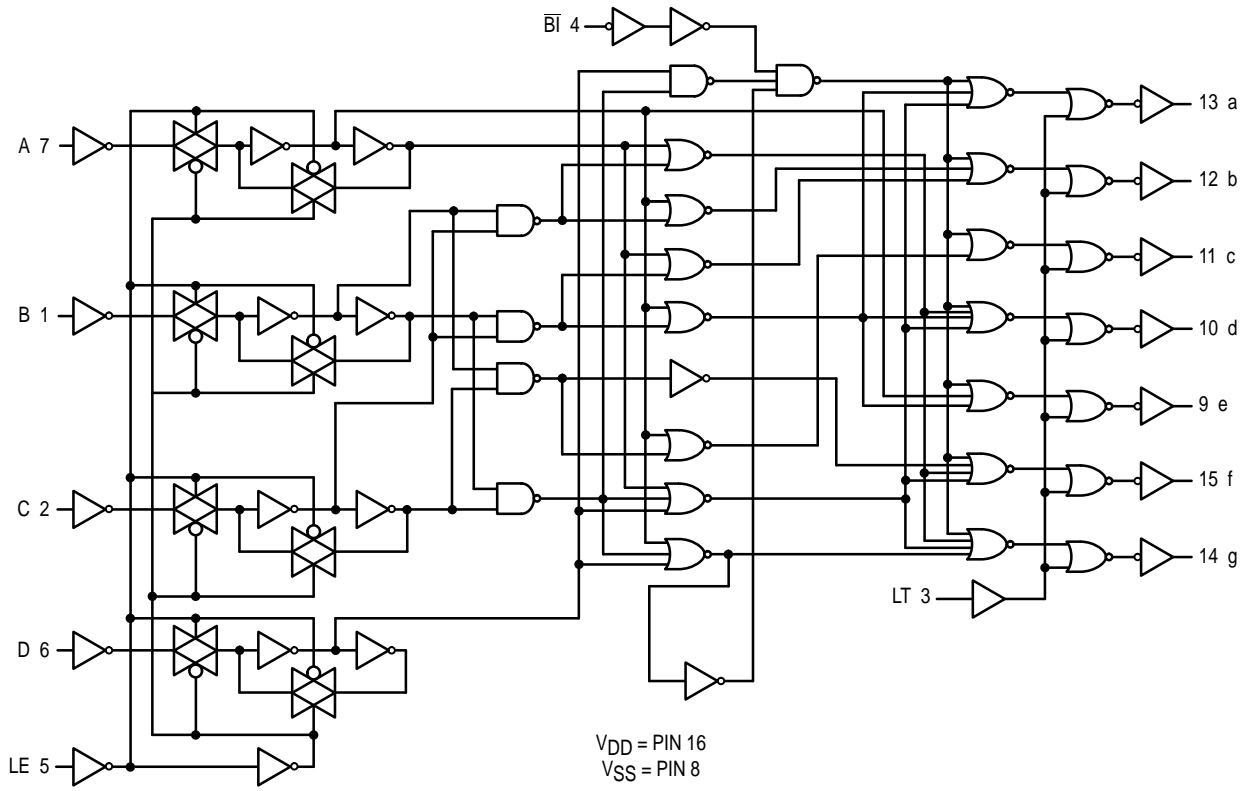 B̅I̅ 4
A 7
B 1
C 2
D 6
LE 5
LT 3
13 a
12 b
11 c
10 d
9 e
15 f
14 g
VDD = PIN 16
VSS = PIN 8